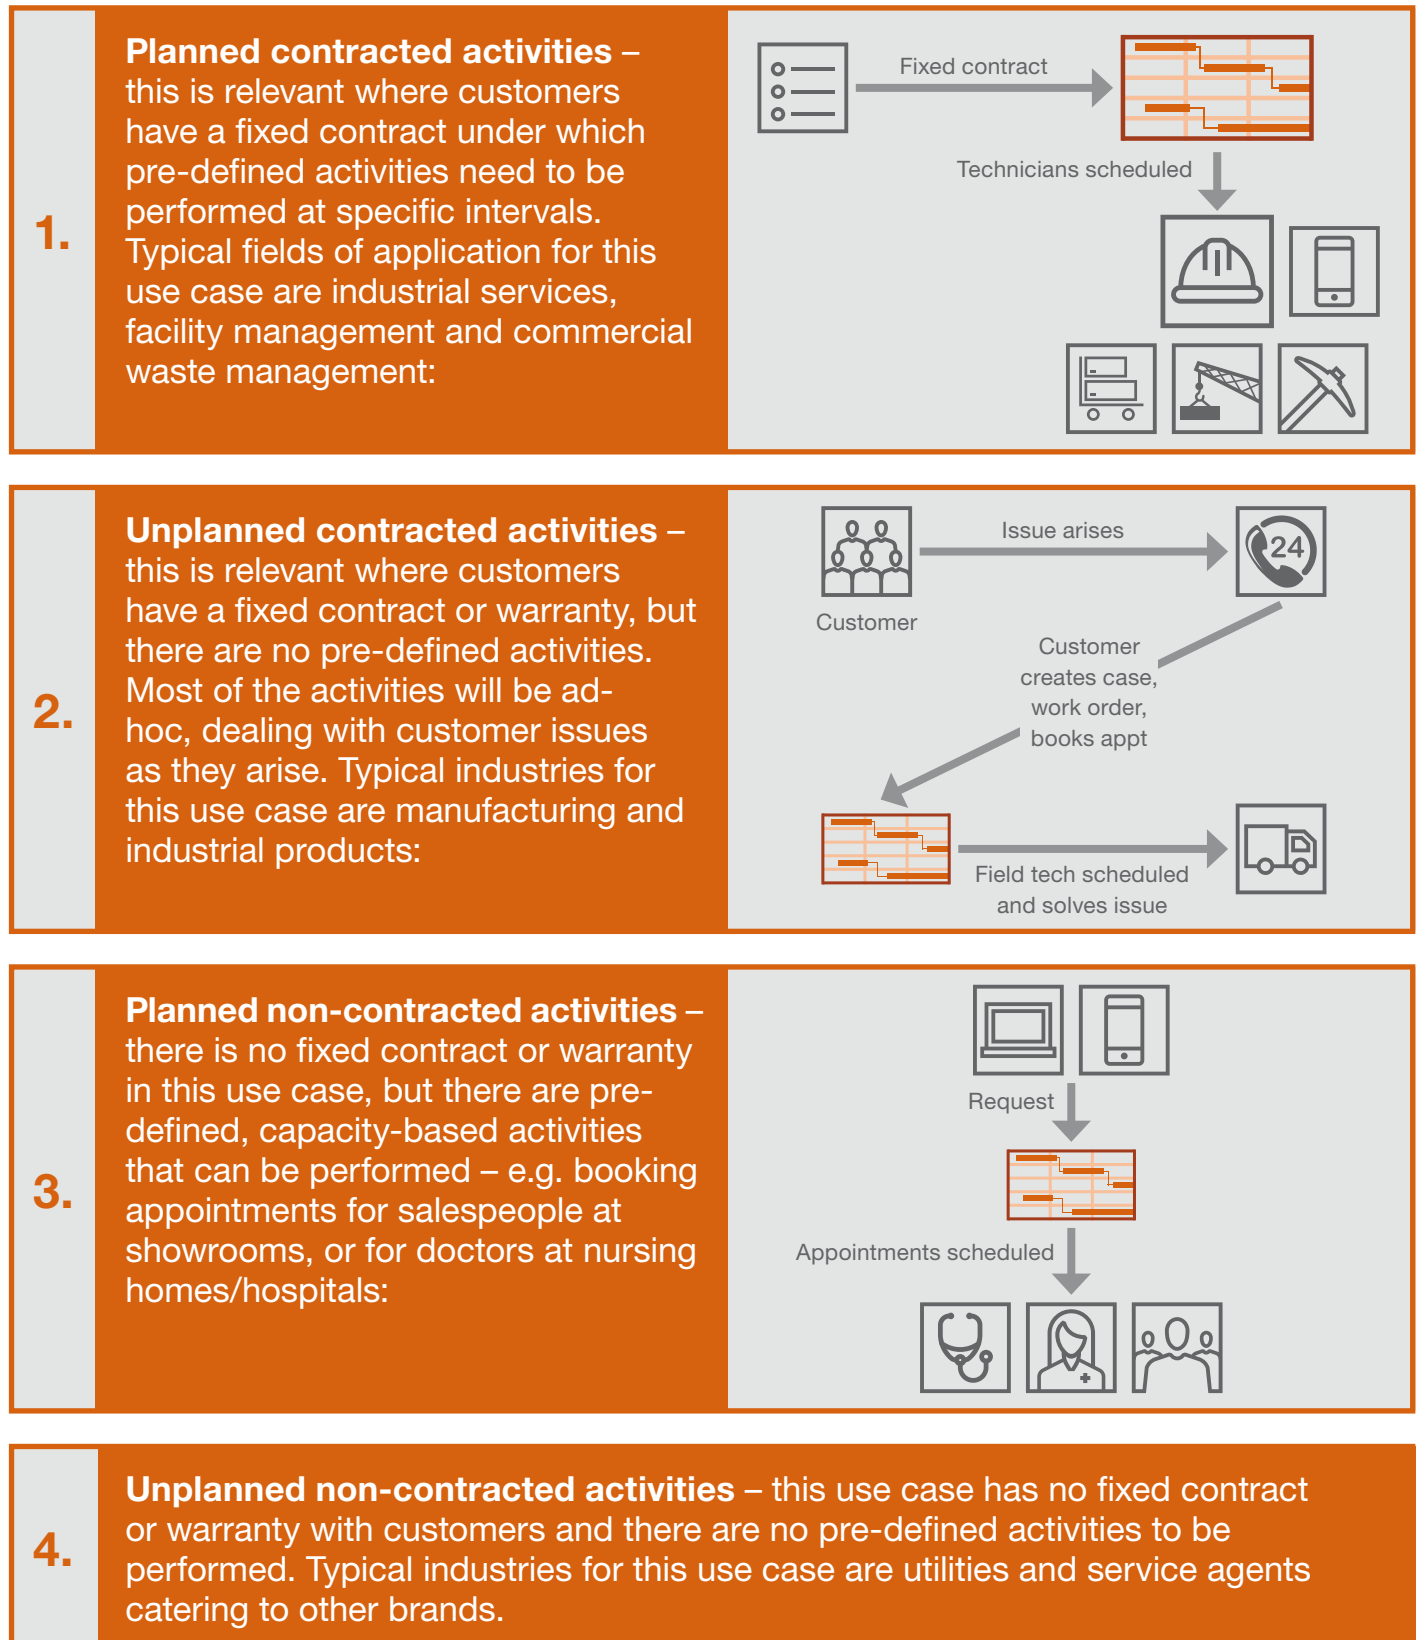 1.
Planned contracted activities –
this is relevant where customers
have a fixed contract under which
pre-defined activities need to be
performed at specific intervals.
Typical fields of application for this
use case are industrial services,
facility management and commercial
waste management:
Fixed contract
Technicians scheduled
2.
Unplanned contracted activities –
this is relevant where customers
have a fixed contract or warranty, but
there are no pre-defined activities.
Most of the activities will be ad-
hoc, dealing with customer issues
as they arise. Typical industries for
this use case are manufacturing and
industrial products:
Issue arises
24
Customer
Customer
creates case,
work order,
books appt
Field tech scheduled
and solves issue
3.
Planned non-contracted activities –
there is no fixed contract or warranty
in this use case, but there are pre-
defined, capacity-based activities
that can be performed – e.g. booking
appointments for salespeople at
showrooms, or for doctors at nursing
homes/hospitals:
Request
Appointments scheduled
4.
Unplanned non-contracted activities – this use case has no fixed contract
or warranty with customers and there are no pre-defined activities to be
performed. Typical industries for this use case are utilities and service agents
catering to other brands.